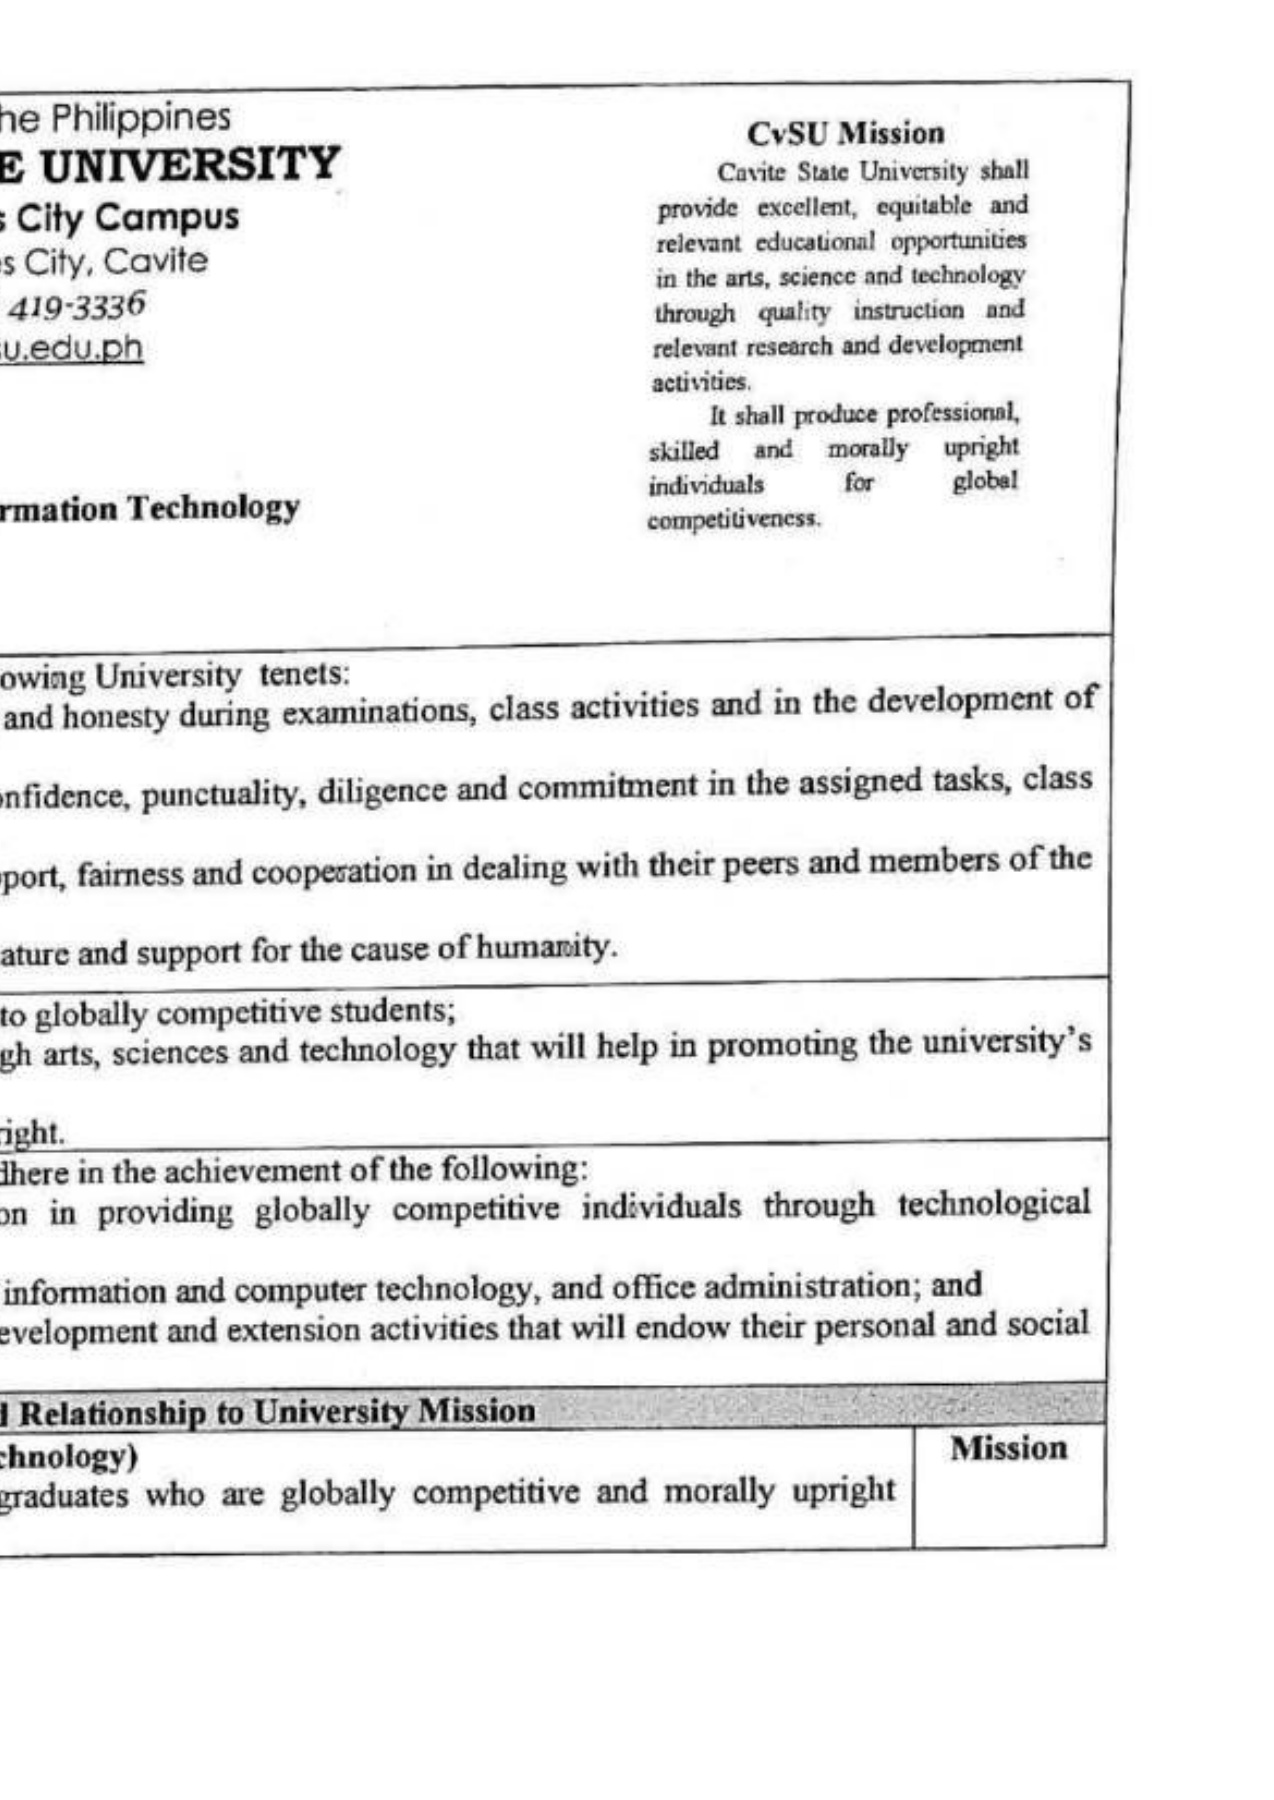 he Philippines
E UNIVERSITY
s City Campus
es City, Cavite
419-3336
su.edu.ph
rmation Technology
CvSU Mission
Cavite State University shall
provide excellent, equitable and
relevant educational opportunities
in the arts, science and technology
through quality instruction and
relevant research and development
activities.
It shall produce professional,
skilled and morally upright
individuals for global
competitiveness.
owing University tenets:
and honesty during examinations, class activities and in the development of
onfidence, punctuality, diligence and commitment in the assigned tasks, class
pport, fairness and cooperation in dealing with their peers and members of the
ature and support for the cause of humanity.
to globally competitive students;
gh arts, sciences and technology that will help in promoting the university's
right.
dhere in the achievement of the following:
on in providing globally competitive individuals through technological
information and computer technology, and office administration; and
evelopment and extension activities that will endow their personal and social
d Relationship to University Mission
chnology)
Mission
graduates who are globally competitive and morally upright